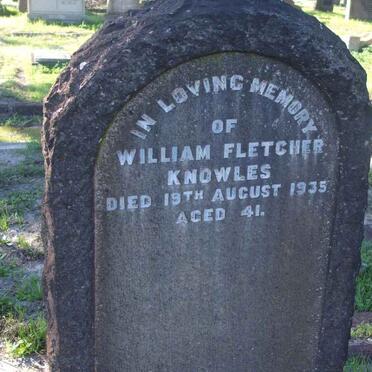 IN LOVING MEMORY
OF
WILLIAM FLETCHER
KNOWLES
DIED 19TH AUGUST 1935
AGED 41.